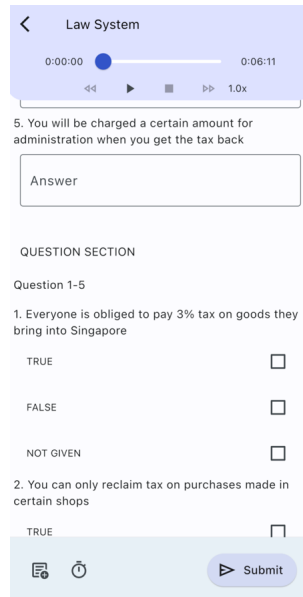 Law System
0:00:00
0:06:11
1.0x
5. You will be charged a certain amount for
administration when you get the tax back
Answer
QUESTION SECTION
Question 1-5
1. Everyone is obliged to pay 3% tax on goods they
bring into Singapore
TRUE
FALSE
NOT GIVEN
2. You can only reclaim tax on purchases made in
certain shops
TRUE
Submit